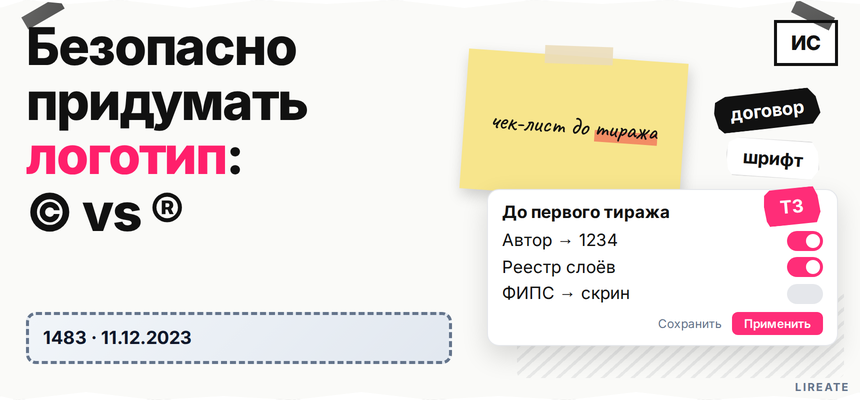 Безопасно
придумать
логотип:
© vs ®
1483 · 11.12.2023
чек-лист до тиража
ИС
договор
шрифт
ТЗ
До первого тиража
Автор → 1234
Реестр слоёв
ФИПС → скрин
Сохранить Применить
LIREATE